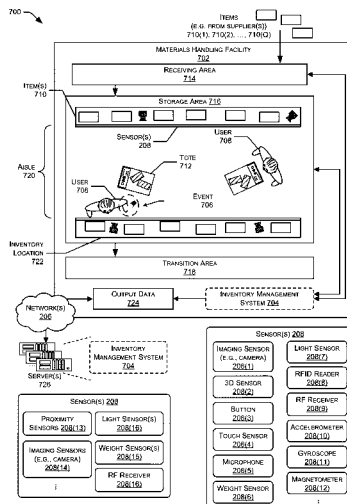 700
ITEMS
(E.G. FROM SUPPLIER(S))
710(1), 710(2), ..., 710(Q)
MATERIALS HANDLING FACILITY
702
RECEIVING AREA
714
ITEM(S)
710
STORAGE AREA 716
SENSOR(S)
208
USER
708
AISLE
720
TOTE
712
USER
708
EVENT
706
INVENTORY
LOCATION
722
TRANSITION AREA
718
OUTPUT DATA
724
INVENTORY MANAGEMENT
SYSTEM 704
NETWORK(S)
206
INVENTORY
MANAGEMENT SYSTEM
704
SERVER(S)
726
SENSOR(S) 208
PROXIMITY
SENSORS 208(13)
LIGHT SENSOR(S)
208(16)
IMAGING SENSORS
(E.G., CAMERA)
208(14)
WEIGHT SENSOR(S)
208(15)
RF RECEIVER
208(16)
SENSOR(S) 208
IMAGING SENSOR
(E.G., CAMERA)
208(1)
3D SENSOR
208(2)
BUTTON
208(3)
TOUCH SENSOR
208(4)
MICROPHONE
208(5)
WEIGHT SENSOR
208(6)
LIGHT SENSOR
208(7)
RFID READER
208(8)
RF RECEIVER
208(9)
ACCELEROMETER
208(10)
GYROSCOPE
208(11)
MAGNETOMETER
208(12)